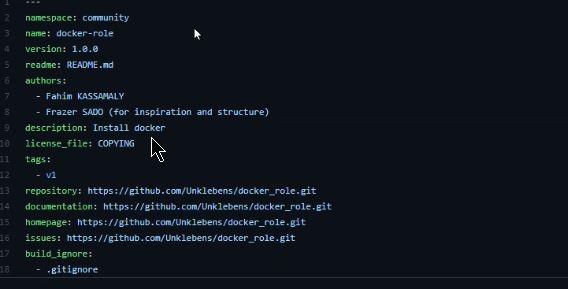 1 ---
2 namespace: community
3 name: docker-role
4 version: 1.0.0
5 readme: README.md
6 authors:
7   - Fahim KASSAMALY
8   - Frazer SADO (for inspiration and structure)
9 description: Install docker
10 license_file: COPYING
11 tags:
12   - v1
13 repository: https://github.com/Unklebens/docker_role.git
14 documentation: https://github.com/Unklebens/docker_role.git
15 homepage: https://github.com/Unklebens/docker_role.git
16 issues: https://github.com/Unklebens/docker_role.git
17 build_ignore:
18   - .gitignore